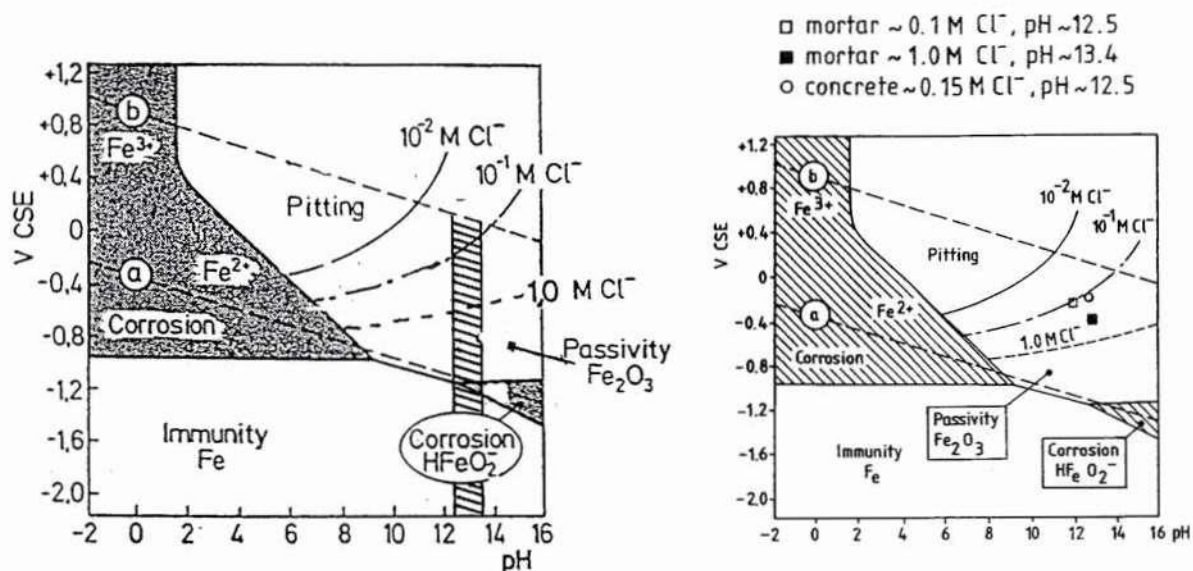 +1,2
+0,8
+0,4
0
-0,4
-0,8
-1,2
-1,6
-2,0
V CSE
b
Fe3+
a
Fe2+
Corrosion
Pitting
10-2 M Cl-
10-1 M Cl-
1.0 M Cl-
Passivity
Fe2O3
Immunity
Fe
Corrosion
HFeO2-
-2 0 2 4 6 8 10 12 14 16
pH
□ mortar ~ 0.1 M Cl-, pH ~12.5
■ mortar ~ 1.0 M Cl-, pH ~13.4
○ concrete ~ 0.15 M Cl-, pH ~12.5
+1.2
+0.8
+0.4
0
-0.4
-0.8
-1.2
-1.6
-2.0
V CSE
b
Fe3+
a
Fe2+
Corrosion
Pitting
10-2 M Cl-
10-1 M Cl-
1.0 M Cl-
Passivity
Fe2O3
Immunity
Fe
Corrosion
HFe O2-
-2 0 2 4 6 8 10 12 14 16 pH